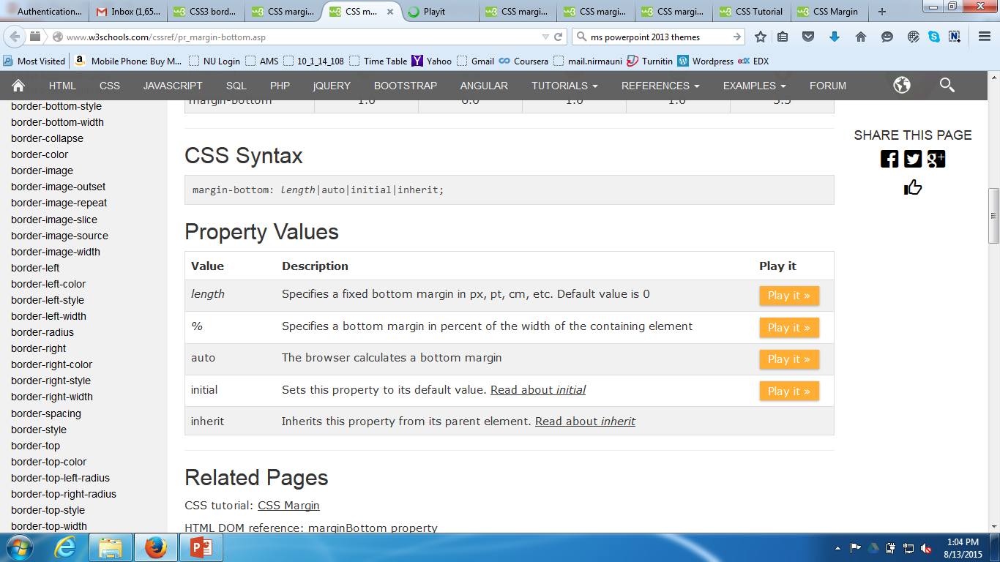 Authentication...
Inbox (1,65...
CSS3 bord...
CSS margi...
CSS m...
Playit
CSS margi...
CSS margi...
CSS margi...
CSS Tutorial
CSS Margin
www.w3schools.com/cssref/pr_margin-bottom.asp
ms powerpoint 2013 themes
Most Visited
Mobile Phone: Buy M...
NU Login
AMS
10_1_14_108
Time Table
Yahoo
Gmail
Coursera
mail.nirmauni
Turnitin
Wordpress
EDX
HTML
CSS
JAVASCRIPT
SQL
PHP
jQUERY
BOOTSTRAP
ANGULAR
TUTORIALS
REFERENCES
EXAMPLES
FORUM
border-bottom-style
border-bottom-width
border-collapse
border-color
border-image
border-image-outset
border-image-repeat
border-image-slice
border-image-source
border-image-width
border-left
border-left-color
border-left-style
border-left-width
border-radius
border-right
border-right-color
border-right-style
border-right-width
border-spacing
border-style
border-top
border-top-color
border-top-left-radius
border-top-right-radius
border-top-style
border-top-width
margin-bottom 1.0 6.0 1.0 1.0 3.5
CSS Syntax
margin-bottom: length|auto|initial|inherit;
Property Values
Value Description Play it
length Specifies a fixed bottom margin in px, pt, cm, etc. Default value is 0 Play it »
% Specifies a bottom margin in percent of the width of the containing element Play it »
auto The browser calculates a bottom margin Play it »
initial Sets this property to its default value. Read about initial Play it »
inherit Inherits this property from its parent element. Read about inherit
Related Pages
CSS tutorial: CSS Margin
HTML DOM reference: marginBottom property
SHARE THIS PAGE
1:04 PM
8/13/2015